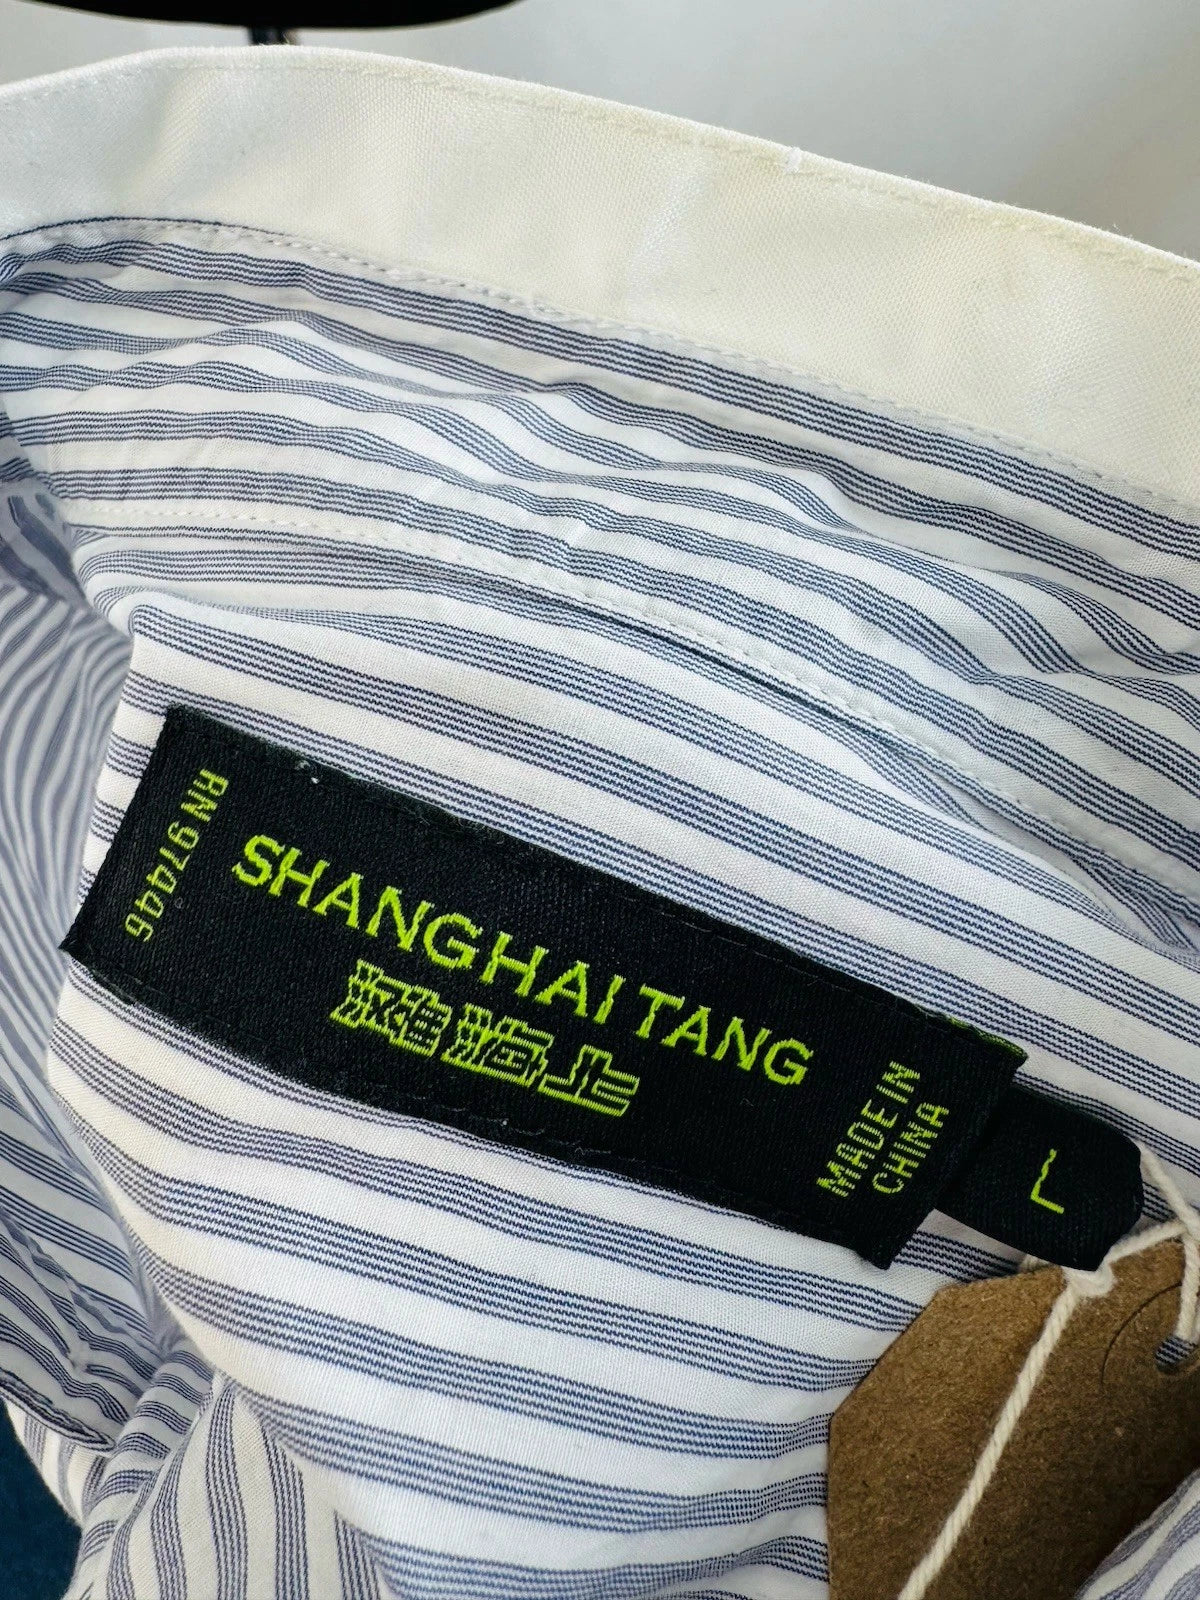 RN 97446
SHANGHAI TANG
上海灘
MADE IN
CHINA
L